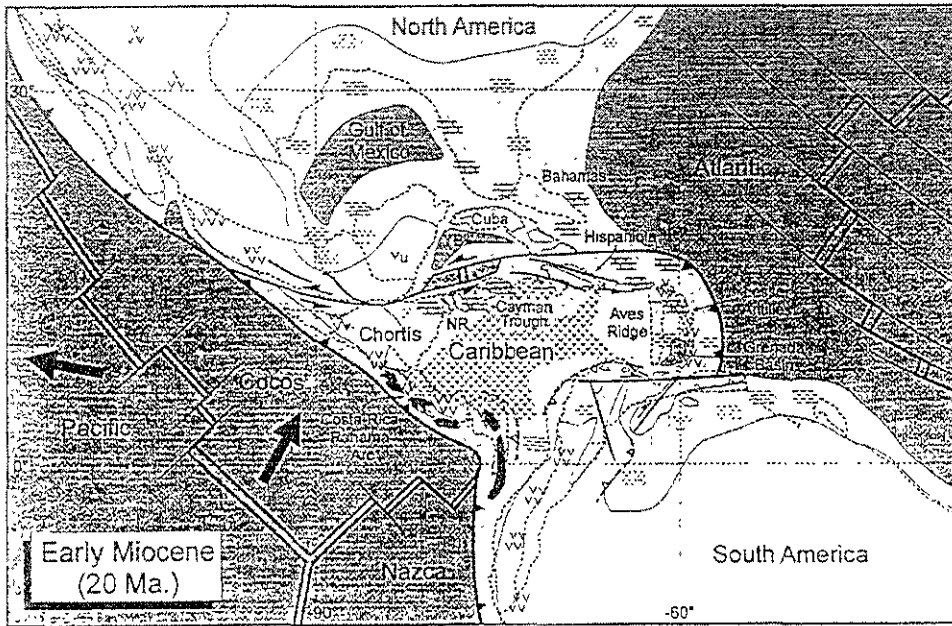 North America
30°
Gulf of
Mexico
Bahamas
Atlantic
Cuba
Yu
Hispaniola
Cayman
Trough
NR
Aves
Ridge
Chortis
Caribbean
Cocos
Pacific
Costa Rica
Panama
Arc
0°
Early Miocene
(20 Ma.)
Nazca
South America
-90°
-60°